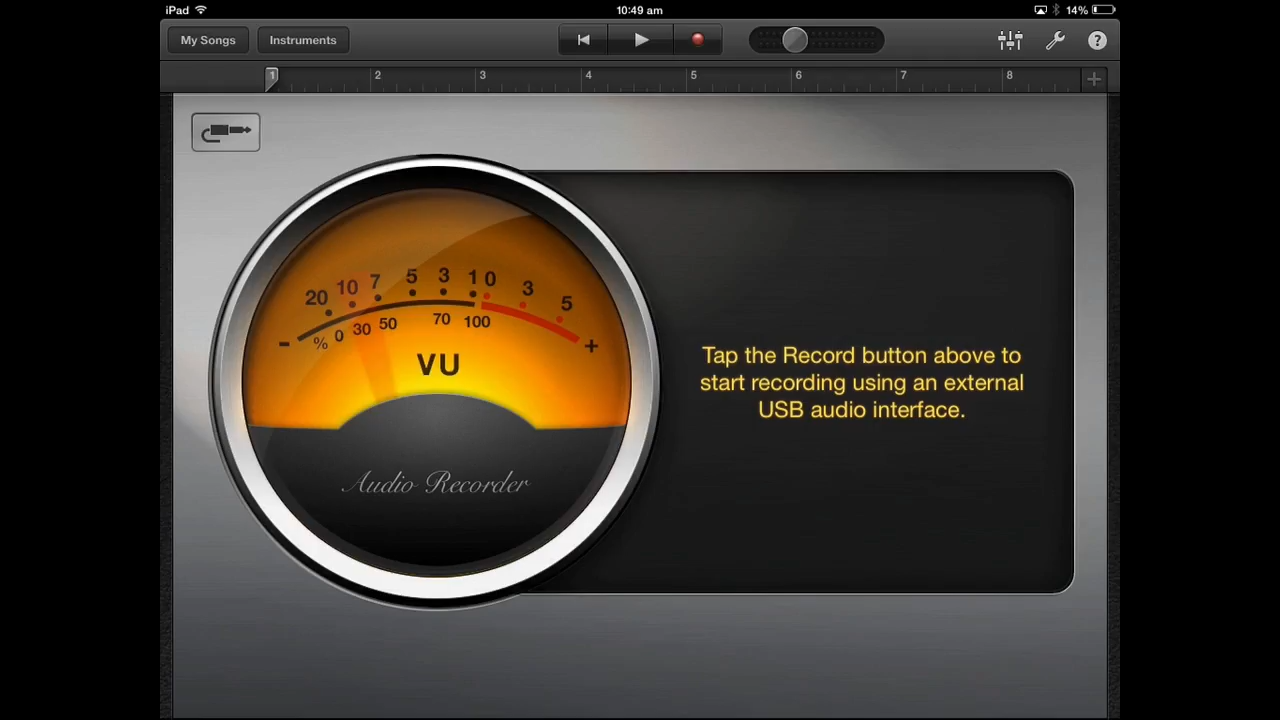 iPad 10:49 am 14%
My Songs Instruments ?
1 2 3 4 5 6 7 8 +
20 10 7 5 3 1 0 3 5
- % 0 30 50 70 100 +
VU
Audio Recorder
Tap the Record button above to
start recording using an external
USB audio interface.